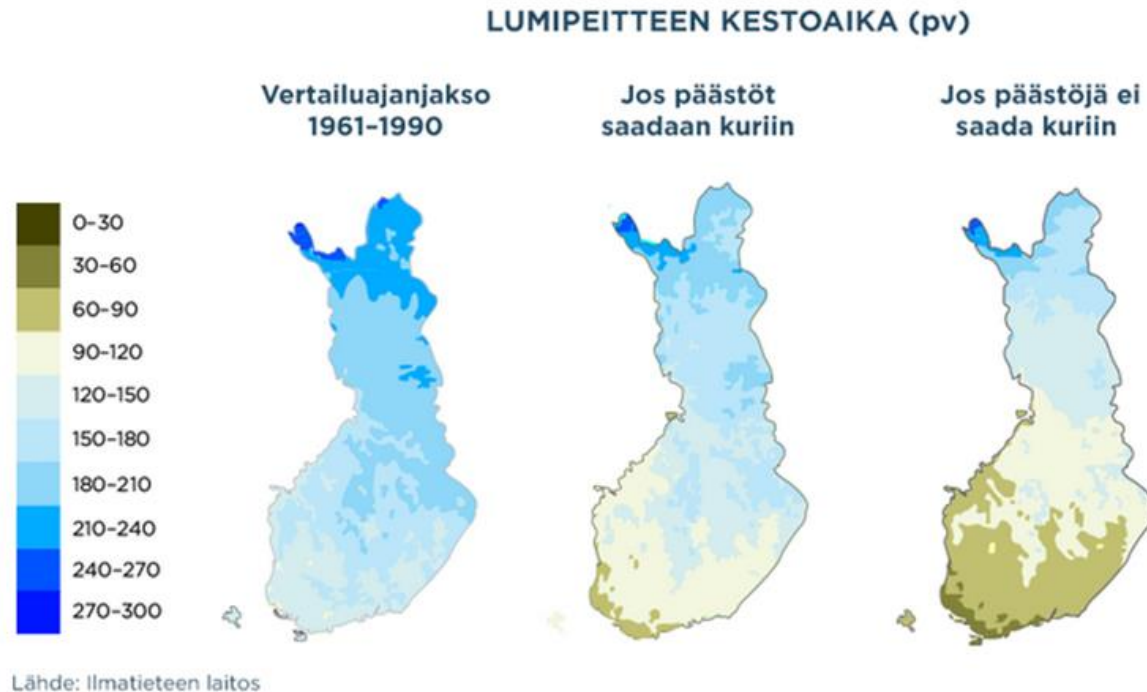 LUMIPEITTEEN KESTOAIKA (pv)
Vertailuajanjakso
1961–1990
Jos päästöt
saadaan kuriin
Jos päästöjä ei
saada kuriin
0–30
30–60
60–90
90–120
120–150
150–180
180–210
210–240
240–270
270–300
Lähde: Ilmatieteen laitos